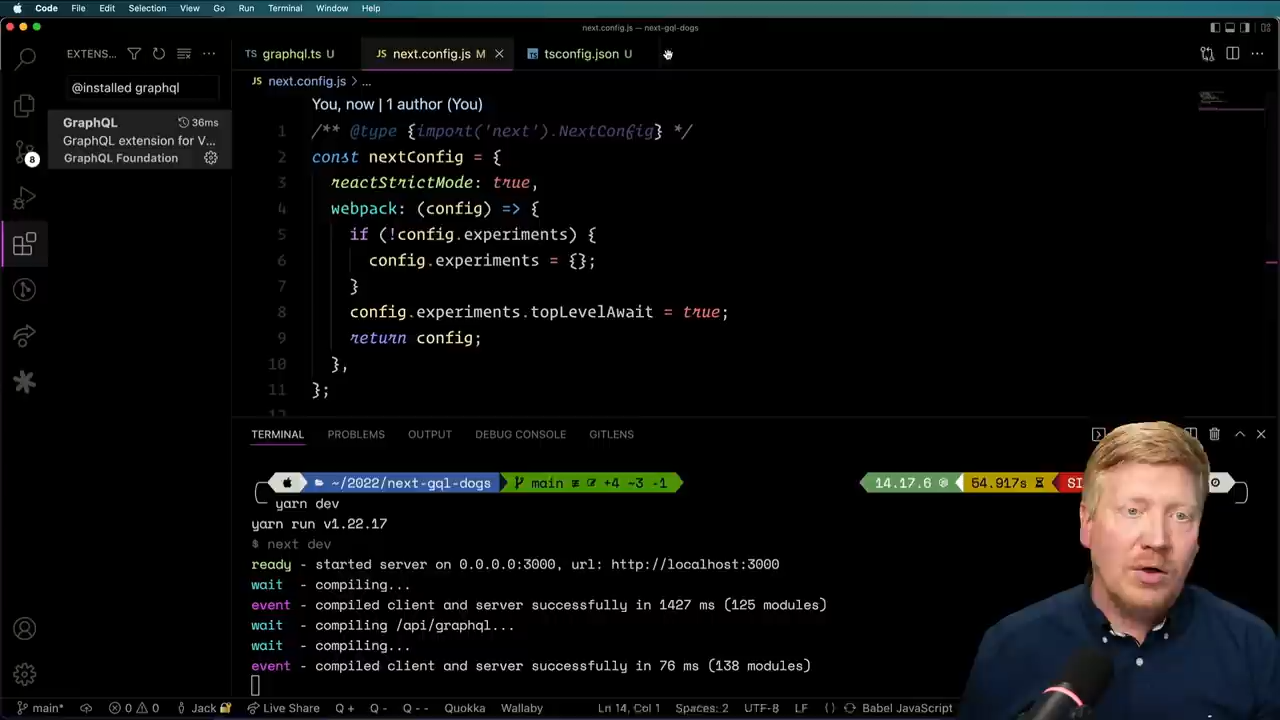 Code File Edit Selection View Go Run Terminal Window Help
next.config.js — next-gql-dogs
EXTENS...
graphql.ts U
JS next.config.js M
tsconfig.json U
@installed graphql
JS next.config.js > ...
GraphQL 36ms
GraphQL extension for V...
GraphQL Foundation
8
You, now | 1 author (You)
1 /** @type {import('next').NextConfig} */
2 const nextConfig = {
3 reactStrictMode: true,
4 webpack: (config) => {
5 if (!config.experiments) {
6 config.experiments = {};
7 }
8 config.experiments.topLevelAwait = true;
9 return config;
10 },
11 };
12
TERMINAL PROBLEMS OUTPUT DEBUG CONSOLE GITLENS
~/2022/next-gql-dogs main ≡ +4 ~3 -1 14.17.6 54.917s SI
yarn dev
yarn run v1.22.17
$ next dev
ready - started server on 0.0.0.0:3000, url: http://localhost:3000
wait - compiling...
event - compiled client and server successfully in 1427 ms (125 modules)
wait - compiling /api/graphql...
wait - compiling...
event - compiled client and server successfully in 76 ms (138 modules)
main* 0 0 Jack Live Share Q + Q - Q -- Quokka Wallaby Ln 14, Col 1 Spaces: 2 UTF-8 LF {} Babel JavaScript